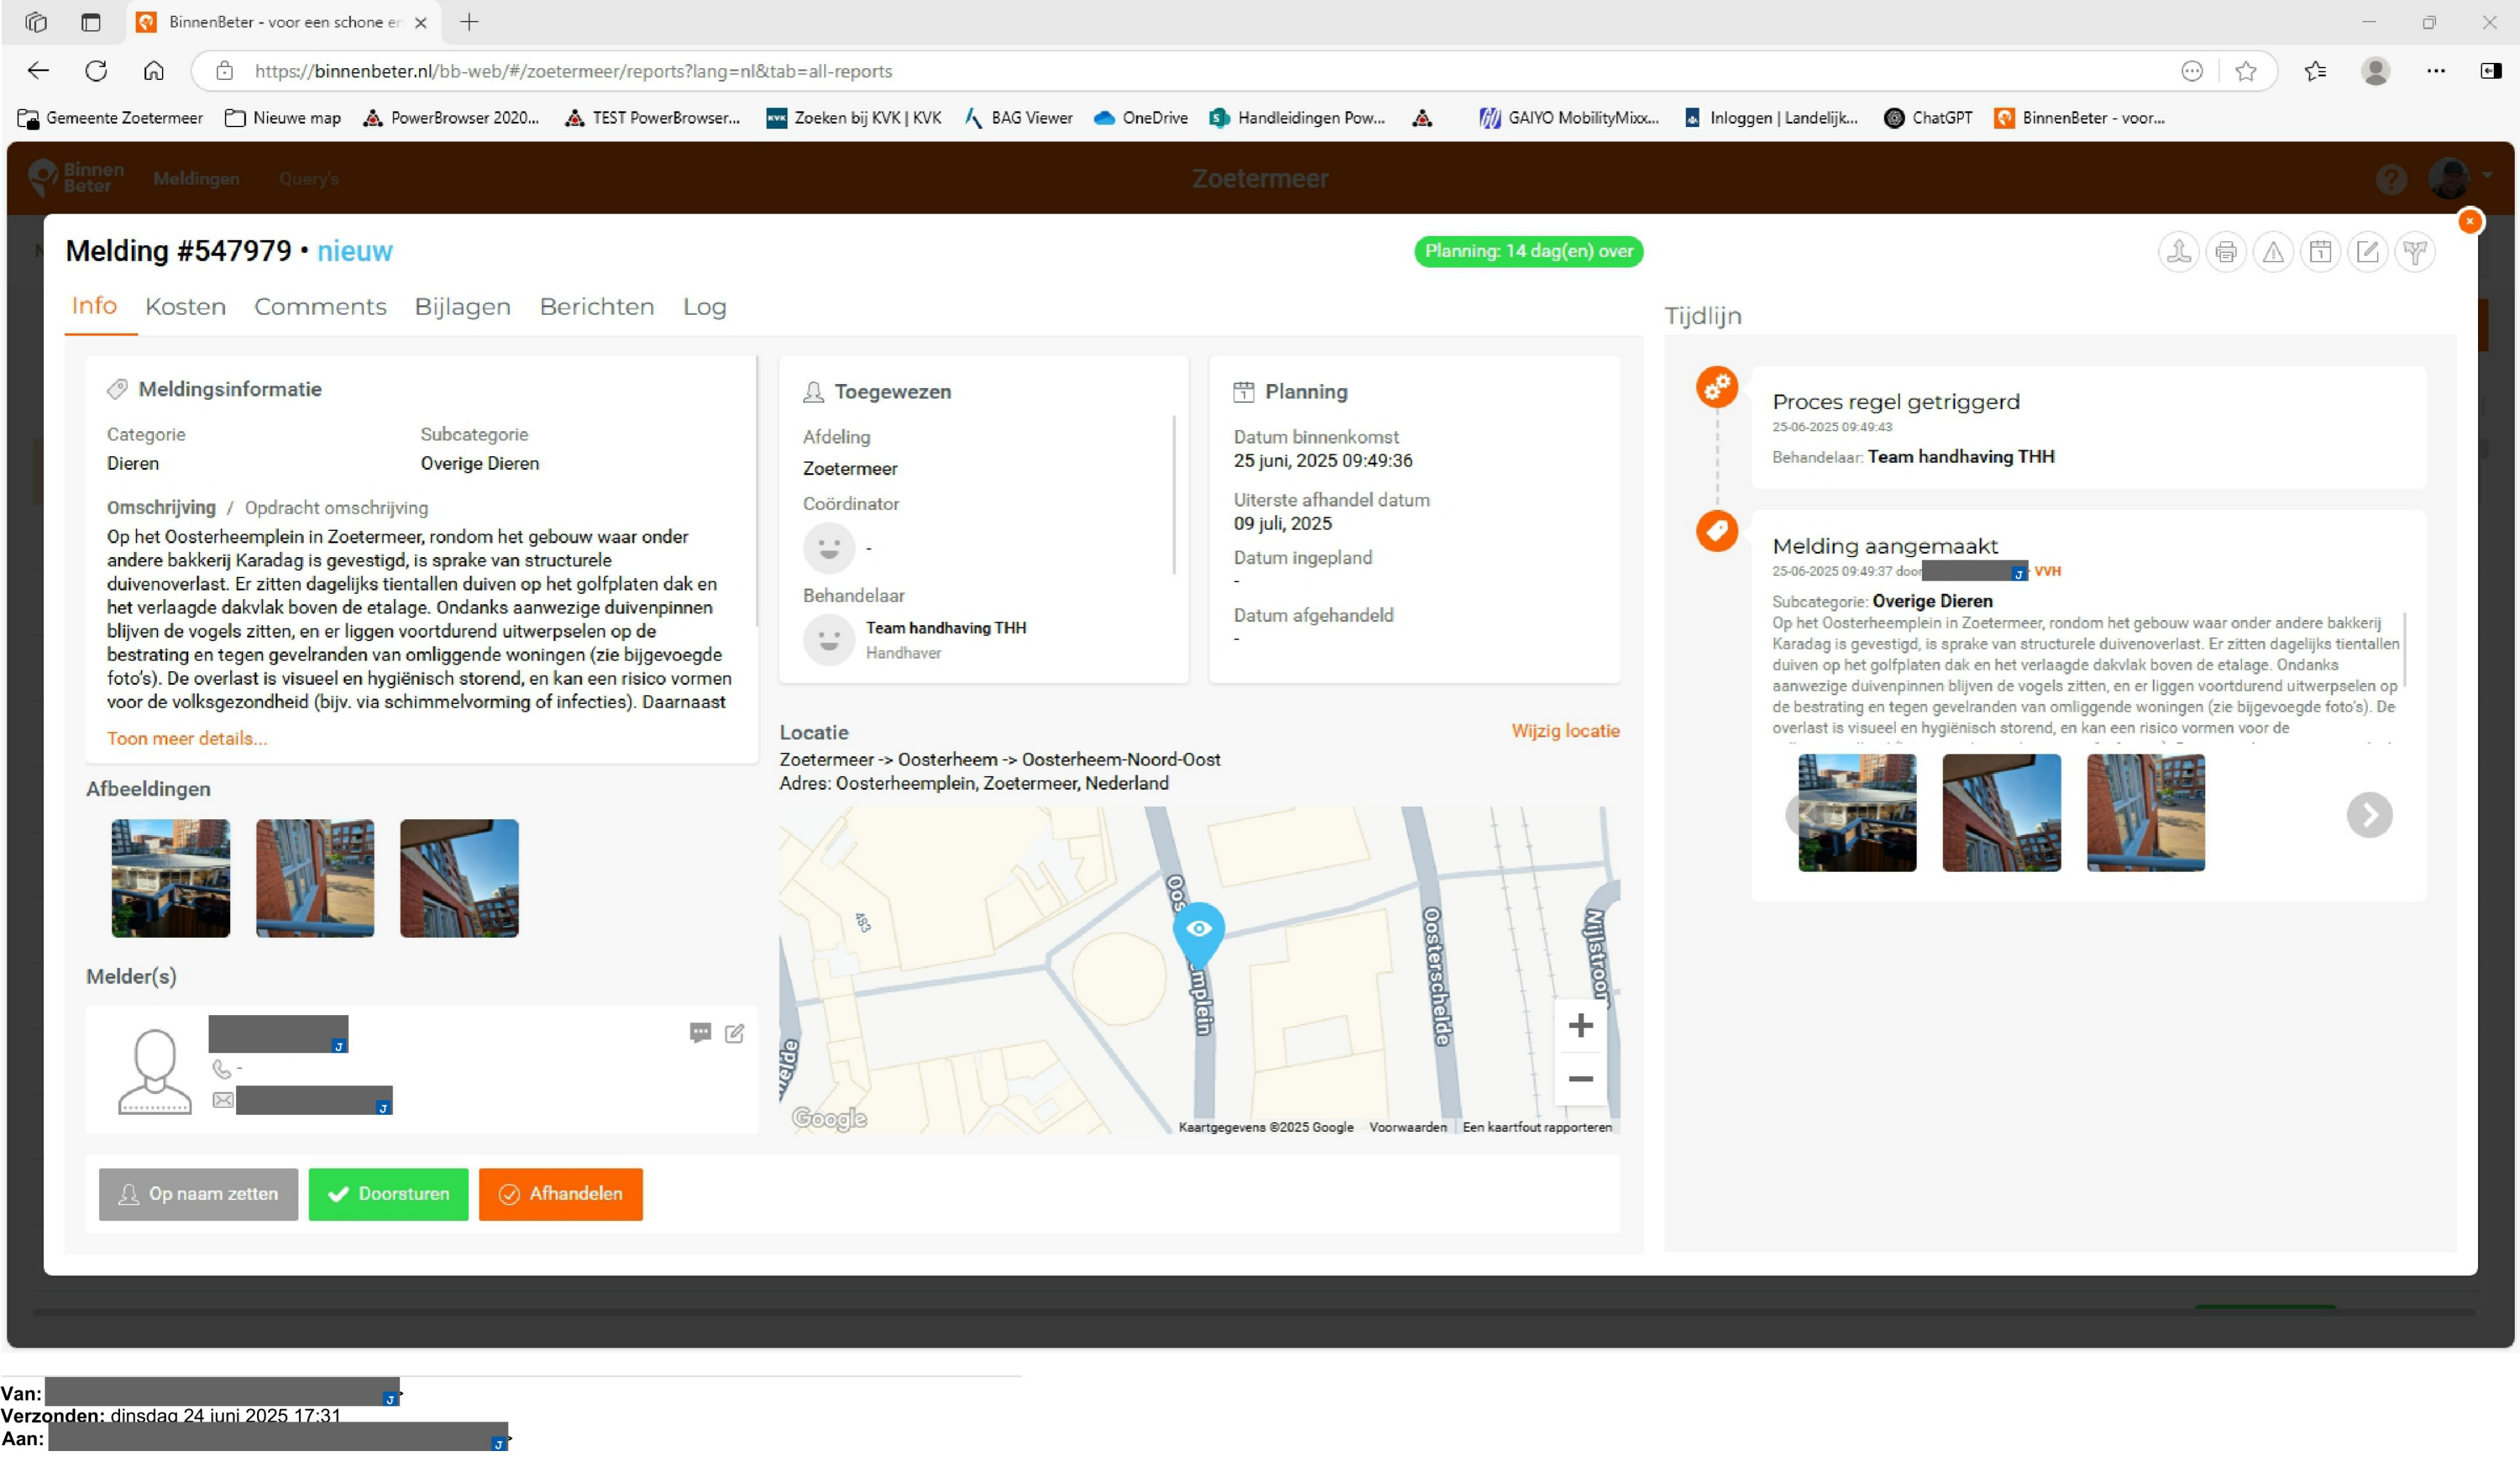 BinnenBeter - voor een schone en
https://binnenbeter.nl/bb-web/#/zoetermeer/reports?lang=nl&tab=all-reports
Gemeente Zoetermeer Nieuwe map PowerBrowser 2020... TEST PowerBrowser... KVK Zoeken bij KVK | KVK BAG Viewer OneDrive Handleidingen Pow... GAIYO MobilityMixx... Inloggen | Landelijk... ChatGPT BinnenBeter - voor...
Binnen
Beter
Meldingen Query's
Zoetermeer
Melding #547979 • nieuw
Planning: 14 dag(en) over
Info Kosten Comments Bijlagen Berichten Log
Meldingsinformatie
Categorie Subcategorie
Dieren Overige Dieren
Omschrijving / Opdracht omschrijving
Op het Oosterheemplein in Zoetermeer, rondom het gebouw waar onder
andere bakkerij Karadag is gevestigd, is sprake van structurele
duivenoverlast. Er zitten dagelijks tientallen duiven op het golfplaten dak en
het verlaagde dakvlak boven de etalage. Ondanks aanwezige duivenpinnen
blijven de vogels zitten, en er liggen voortdurend uitwerpselen op de
bestrating en tegen gevelranden van omliggende woningen (zie bijgevoegde
foto's). De overlast is visueel en hygiënisch storend, en kan een risico vormen
voor de volksgezondheid (bijv. via schimmelvorming of infecties). Daarnaast
Toon meer details...
Afbeeldingen
Melder(s)
J
-
J
Op naam zetten Doorsturen Afhandelen
Toegewezen
Afdeling
Zoetermeer
Coördinator
-
Behandelaar
Team handhaving THH
Handhaver
Planning
Datum binnenkomst
25 juni, 2025 09:49:36
Uiterste afhandel datum
09 juli, 2025
Datum ingepland
-
Datum afgehandeld
-
Locatie Wijzig locatie
Zoetermeer -> Oosterheem -> Oosterheem-Noord-Oost
Adres: Oosterheemplein, Zoetermeer, Nederland
483
Oos
mplein
Oosterschelde
Nijlstroom
elde
Google
Kaartgegevens ©2025 Google Voorwaarden Een kaartfout rapporteren
Tijdlijn
Proces regel getriggerd
25-06-2025 09:49:43
Behandelaar: Team handhaving THH
Melding aangemaakt
25-06-2025 09:49:37 door J VVH
Subcategorie: Overige Dieren
Op het Oosterheemplein in Zoetermeer, rondom het gebouw waar onder andere bakkerij
Karadag is gevestigd, is sprake van structurele duivenoverlast. Er zitten dagelijks tientallen
duiven op het golfplaten dak en het verlaagde dakvlak boven de etalage. Ondanks
aanwezige duivenpinnen blijven de vogels zitten, en er liggen voortdurend uitwerpselen op
de bestrating en tegen gevelranden van omliggende woningen (zie bijgevoegde foto's). De
overlast is visueel en hygiënisch storend, en kan een risico vormen voor de
Van: J
Verzonden: dinsdag 24 juni 2025 17:31
Aan: J